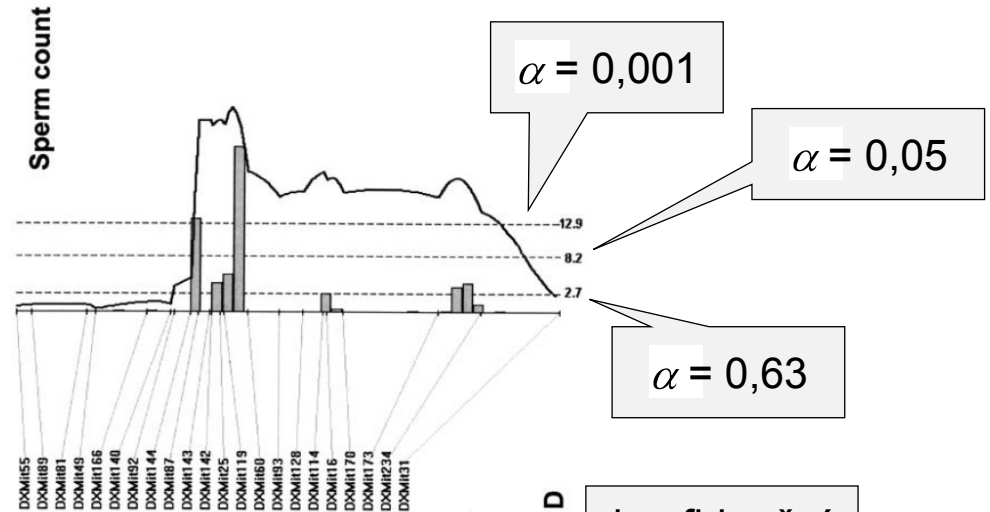 Sperm count
α = 0,001
α = 0,05
12.9
8.2
2.7
α = 0,63
DXMit55
DXMit89
DXMit81
DXMit49
DXMit166
DXMit140
DXMit92
DXMit144
DXMit87
DXMit143
DXMit142
DXMit25
DXMit119
DXMit60
DXMit93
DXMit128
DXMit114
DXMit16
DXMit170
DXMit173
DXMit234
DXMit31
D